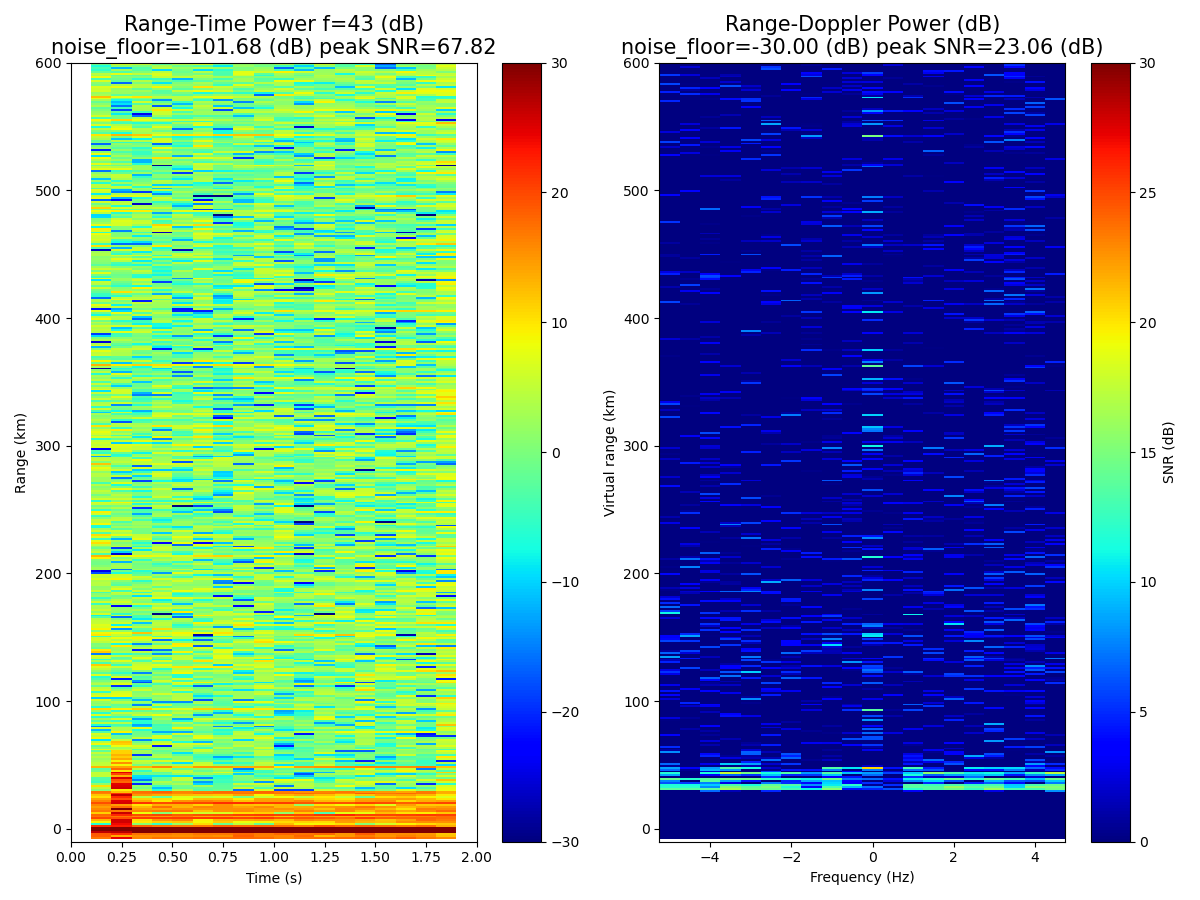 Range-Time Power f=43 (dB)
noise_floor=-101.68 (dB) peak SNR=67.82
600
500
400
300
200
100
0
Range (km)
0.00 0.25 0.50 0.75 1.00 1.25 1.50 1.75 2.00
Time (s)
30
20
10
0
−10
−20
−30
Range-Doppler Power (dB)
noise_floor=-30.00 (dB) peak SNR=23.06 (dB)
600
500
400
300
200
100
0
Virtual range (km)
−4 −2 0 2 4
Frequency (Hz)
30
25
20
15
10
5
0
SNR (dB)